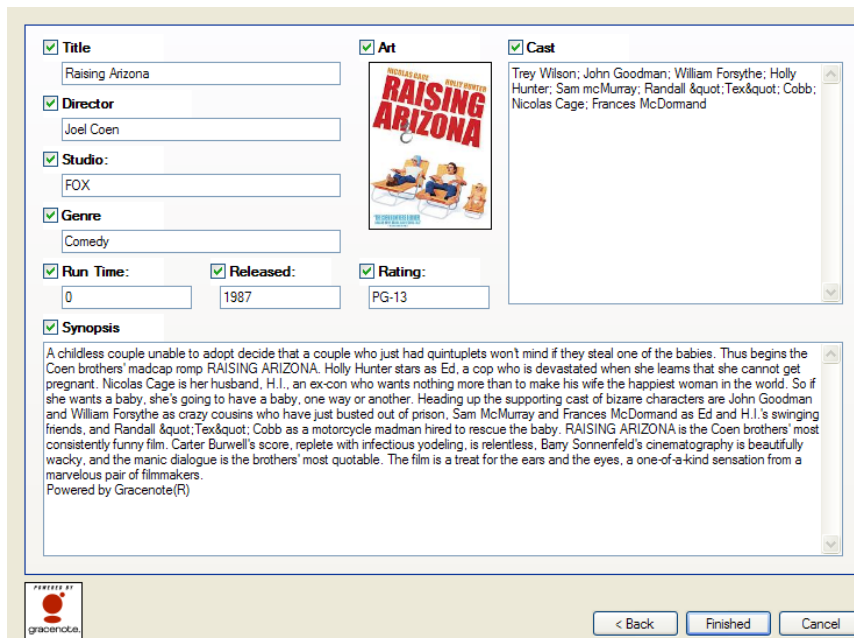 Title
Raising Arizona
Director
Joel Coen
Studio:
FOX
Genre
Comedy
Run Time:
0
Released:
1987
Art
NICOLAS CAGE HOLLY HUNTER
RAISING
ARIZONA
Rating:
PG-13
Cast
Trey Wilson; John Goodman; William Forsythe; Holly
Hunter; Sam mcMurray; Randall &quot;Tex&quot; Cobb;
Nicolas Cage; Frances McDormand
Synopsis
A childless couple unable to adopt decide that a couple who just had quintuplets won't mind if they steal one of the babies. Thus begins the
Coen brothers' madcap romp RAISING ARIZONA. Holly Hunter stars as Ed, a cop who is devastated when she learns that she cannot get
pregnant. Nicolas Cage is her husband, H.I., an ex-con who wants nothing more than to make his wife the happiest woman in the world. So if
she wants a baby, she's going to have a baby, one way or another. Heading up the supporting cast of bizarre characters are John Goodman
and William Forsythe as crazy cousins who have just busted out of prison, Sam McMurray and Frances McDormand as Ed and H.I.'s swinging
friends, and Randall &quot;Tex&quot; Cobb as a motorcycle madman hired to rescue the baby. RAISING ARIZONA is the Coen brothers' most
consistently funny film. Carter Burwell's score, replete with infectious yodeling, is relentless, Barry Sonnenfeld's cinematography is beautifully
wacky, and the manic dialogue is the brothers' most quotable. The film is a treat for the ears and the eyes, a one-of-a-kind sensation from a
marvelous pair of filmmakers.
Powered by Gracenote(R)
POWERED BY
gracenote.
< Back
Finished
Cancel